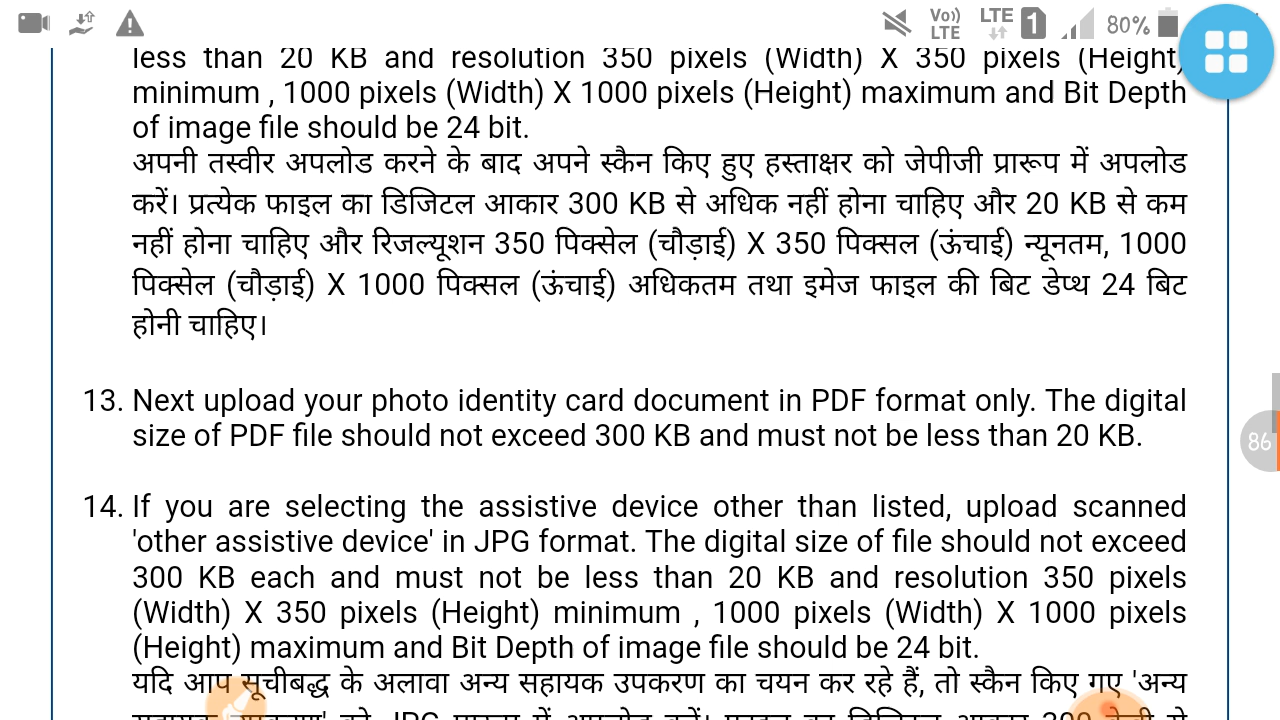 Vo)) LTE LTE 1 80%
less than 20 KB and resolution 350 pixels (Width) X 350 pixels (Height)
minimum , 1000 pixels (Width) X 1000 pixels (Height) maximum and Bit Depth
of image file should be 24 bit.
अपनी तस्वीर अपलोड करने के बाद अपने स्कैन किए हुए हस्ताक्षर को जेपीजी प्रारूप में अपलोड
करें। प्रत्येक फाइल का डिजिटल आकार 300 KB से अधिक नहीं होना चाहिए और 20 KB से कम
नहीं होना चाहिए और रिजल्यूशन 350 पिक्सेल (चौड़ाई) X 350 पिक्सल (ऊंचाई) न्यूनतम, 1000
पिक्सेल (चौड़ाई) X 1000 पिक्सल (ऊंचाई) अधिकतम तथा इमेज फाइल की बिट डेप्थ 24 बिट
होनी चाहिए।
13. Next upload your photo identity card document in PDF format only. The digital
size of PDF file should not exceed 300 KB and must not be less than 20 KB.
86
14. If you are selecting the assistive device other than listed, upload scanned
'other assistive device' in JPG format. The digital size of file should not exceed
300 KB each and must not be less than 20 KB and resolution 350 pixels
(Width) X 350 pixels (Height) minimum , 1000 pixels (Width) X 1000 pixels
(Height) maximum and Bit Depth of image file should be 24 bit.
यदि आप सूचीबद्ध के अलावा अन्य सहायक उपकरण का चयन कर रहे हैं, तो स्कैन किए गए 'अन्य